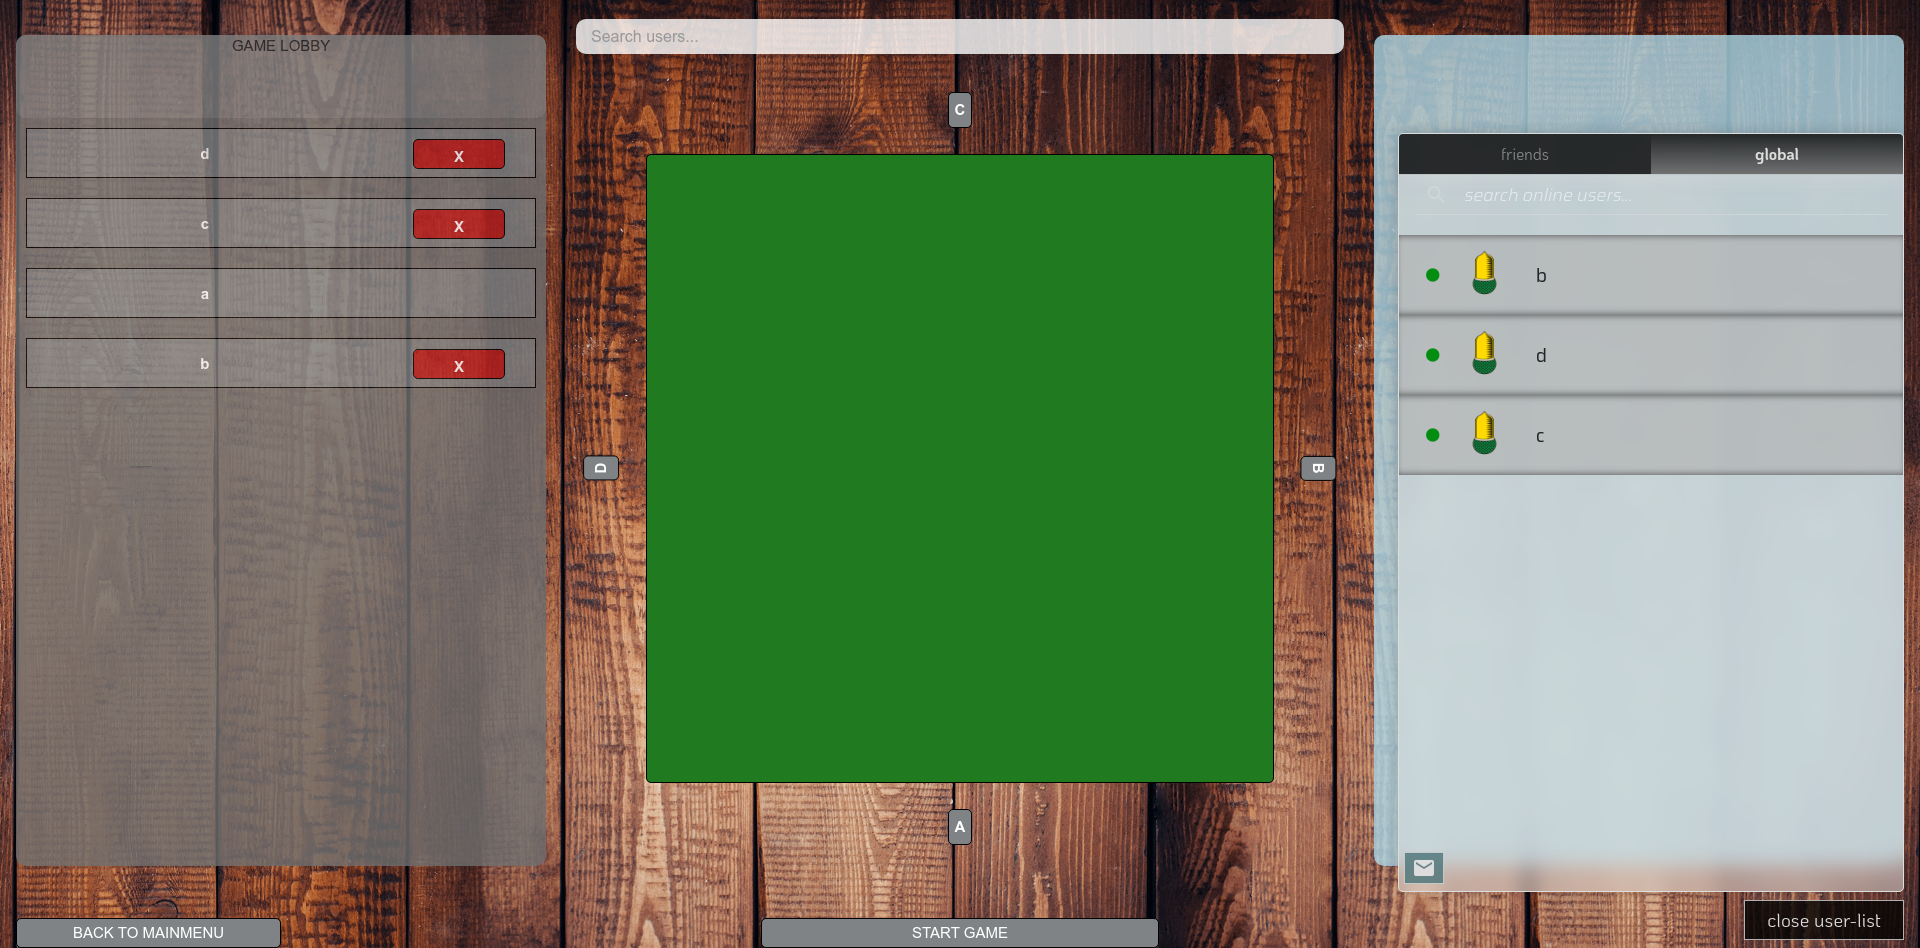 GAME LOBBY
d X
c X
a
b X
Search users...
C
D
B
A
friends global
search online users...
b
d
c
BACK TO MAINMENU
START GAME
close user-list